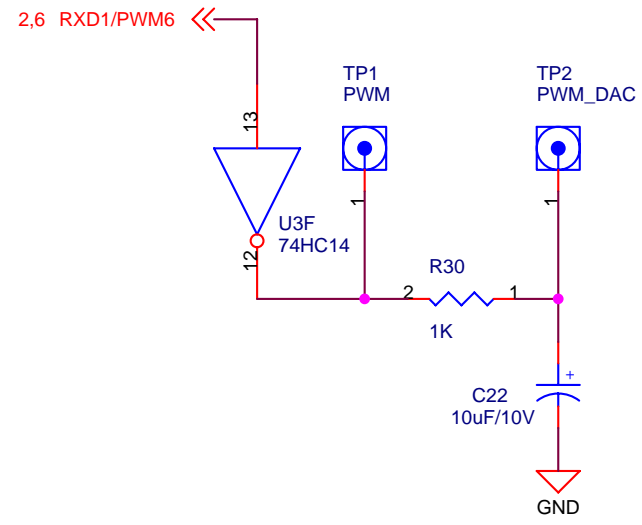 2,6 RXD1/PWM6
TP1
PWM
TP2
PWM_DAC
13
1
1
U3F
74HC14
12
R30
2
1
1K
+
C22
10uF/10V
GND